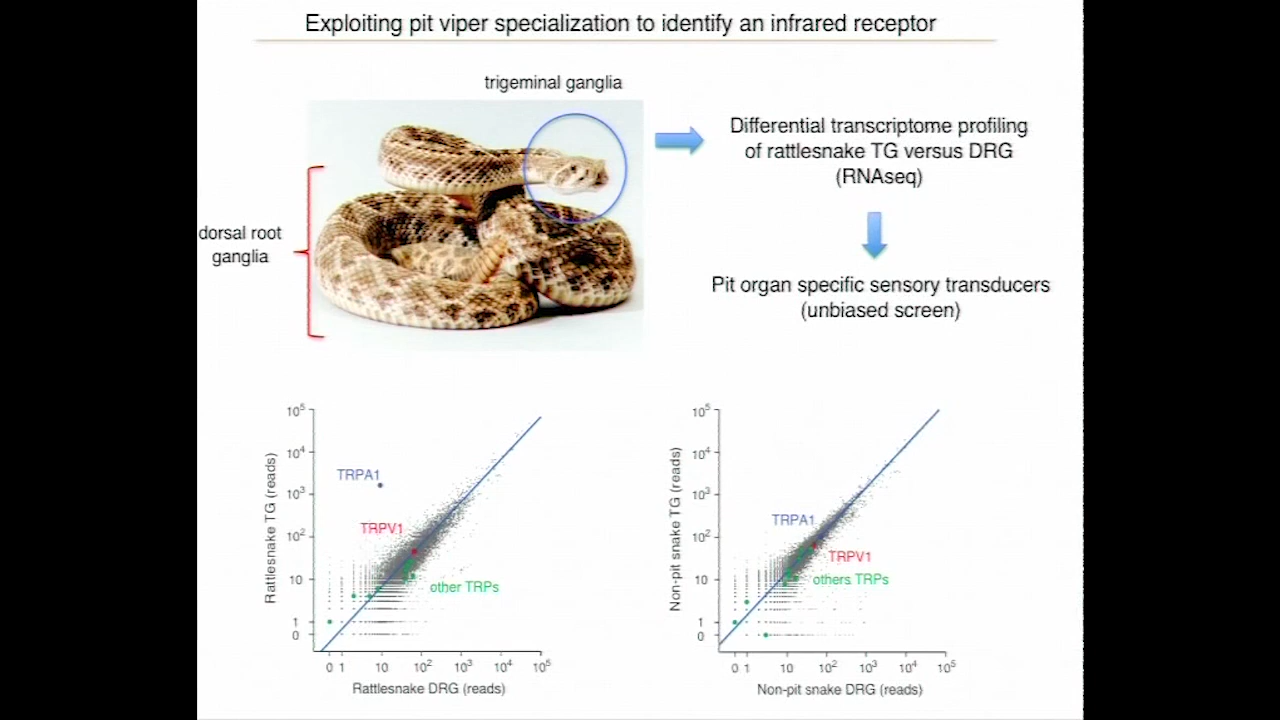 Exploiting pit viper specialization to identify an infrared receptor
trigeminal ganglia
dorsal root
ganglia
Differential transcriptome profiling
of rattlesnake TG versus DRG
(RNAseq)
Pit organ specific sensory transducers
(unbiased screen)
Rattlesnake TG (reads)
10⁵
10⁴
10³
10²
10
1
0
TRPA1
TRPV1
other TRPs
0 1 10 10² 10³ 10⁴ 10⁵
Rattlesnake DRG (reads)
Non-pit snake TG (reads)
10⁵
10⁴
10³
10²
10
1
0
TRPA1
TRPV1
others TRPs
0 1 10 10² 10³ 10⁴ 10⁵
Non-pit snake DRG (reads)